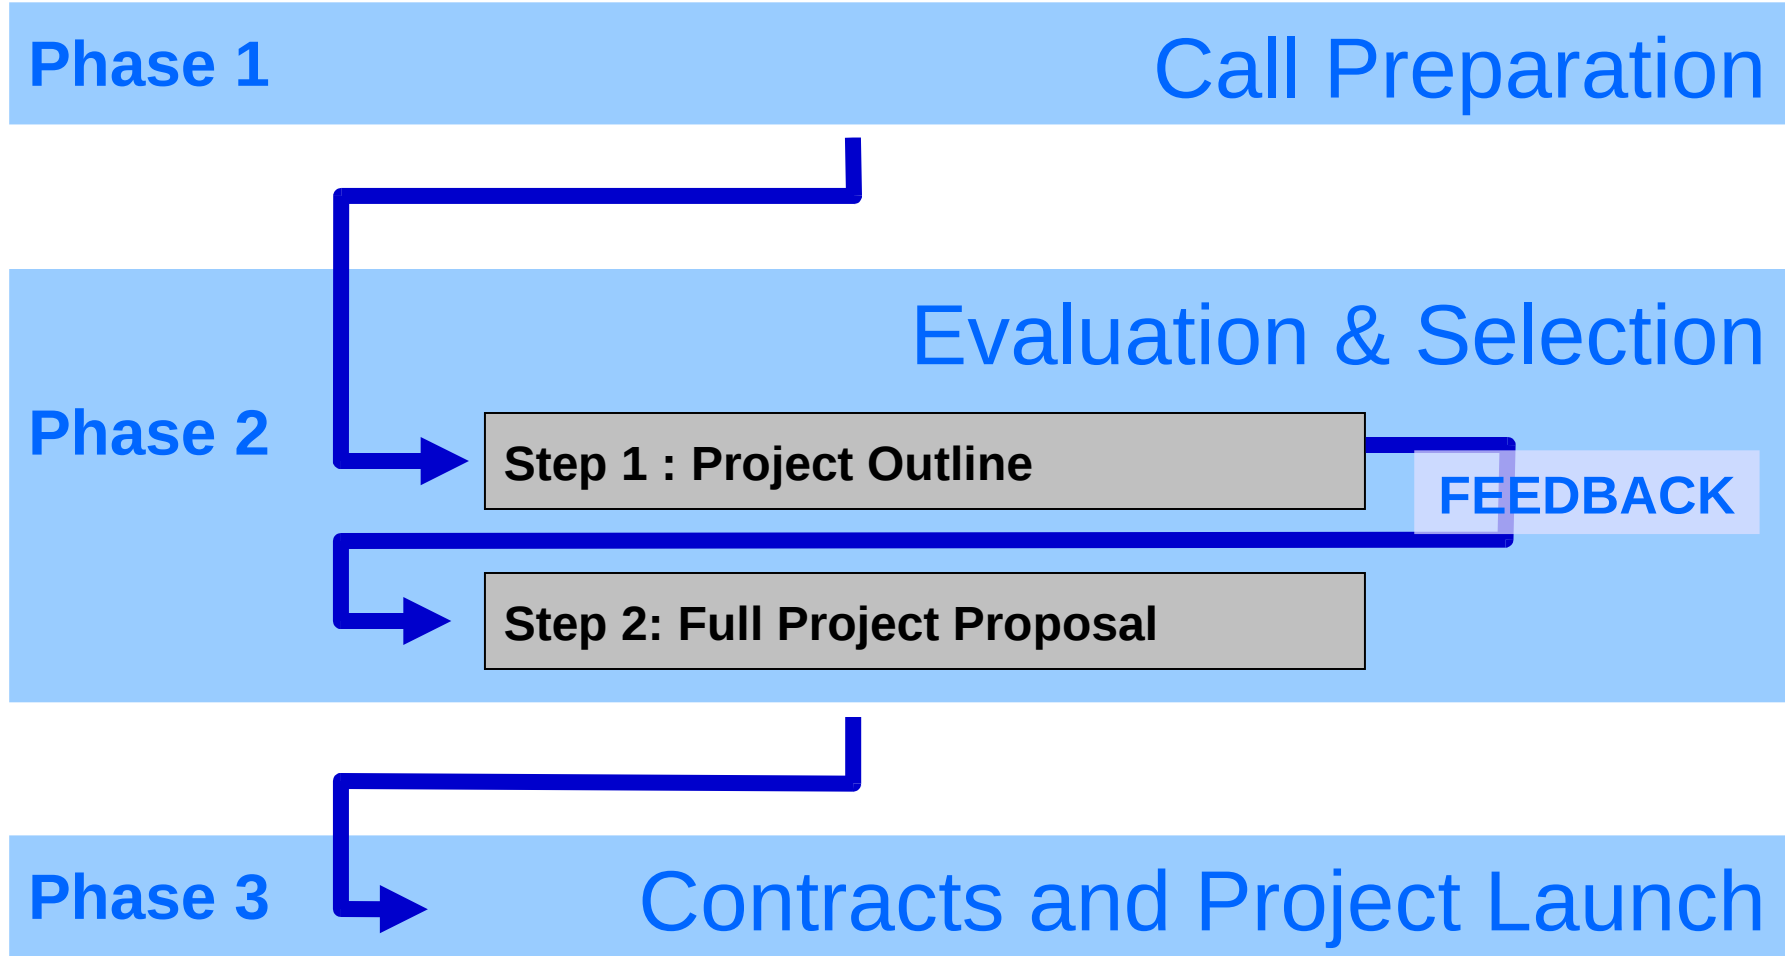 Phase 1
Call Preparation
Evaluation & Selection
Phase 2
Step 1 : Project Outline
FEEDBACK
Step 2: Full Project Proposal
Phase 3
Contracts and Project Launch